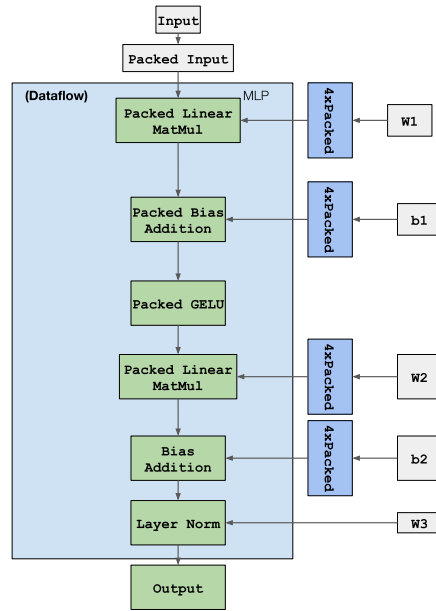 Input
Packed Input
(Dataflow)
MLP
Packed Linear
MatMul
4xPacked
W1
Packed Bias
Addition
4xPacked
b1
Packed GELU
Packed Linear
MatMul
4xPacked
W2
Bias
Addition
4xPacked
b2
Layer Norm
W3
Output